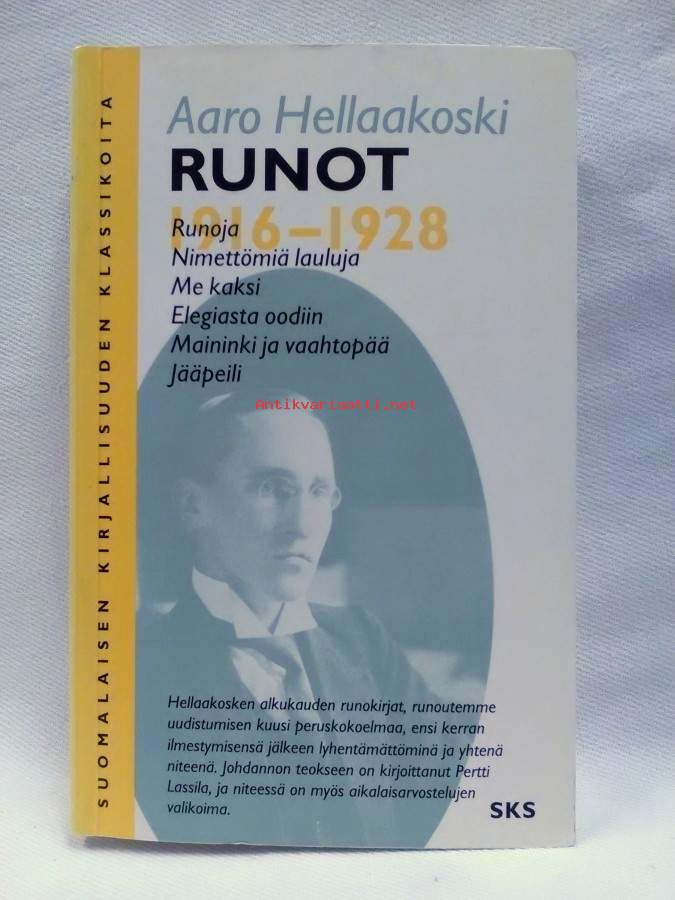 SUOMALAISEN KIRJALLISUUDEN KLASSIKOITA
Aaro Hellaakoski
RUNOT
1916–1928
Runoja
Nimettömiä lauluja
Me kaksi
Elegiasta oodiin
Maininki ja vaahtopää
Jääpeili
Antikvariaatti.net
Hellaakosken alkukauden runokirjat, runoutemme
uudistumisen kuusi peruskokoelmaa, ensi kerran
ilmestymisensä jälkeen lyhentämättöminä ja yhtenä
niteenä. Johdannon teokseen on kirjoittanut Pertti
Lassila, ja niteessä on myös aikalaisarvostelujen
valikoima.
SKS